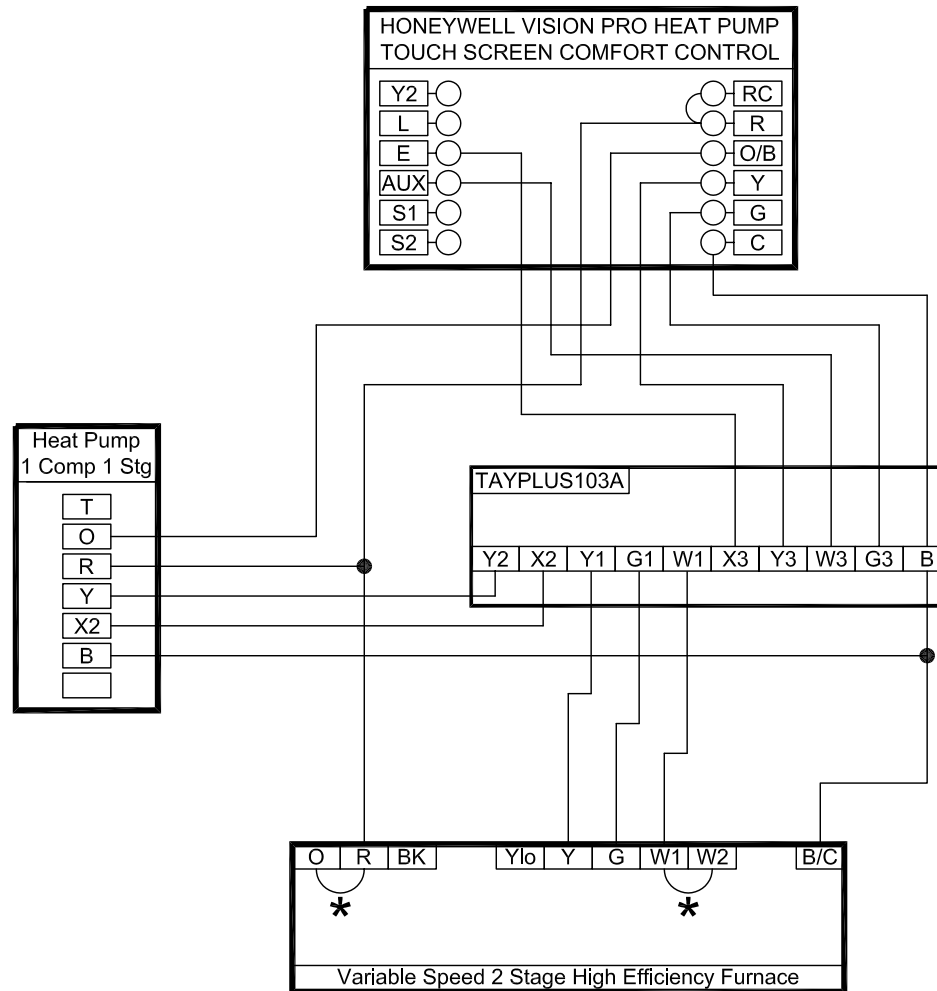 HONEYWELL VISION PRO HEAT PUMP
TOUCH SCREEN COMFORT CONTROL
Y2 RC
L R
E O/B
AUX Y
S1 G
S2 C
Heat Pump
1 Comp 1 Stg
T
O
R
Y
X2
B
TAYPLUS103A
Y2 X2 Y1 G1 W1 X3 Y3 W3 G3 B
O R BK Ylo Y G W1 W2 B/C
* *
Variable Speed 2 Stage High Efficiency Furnace